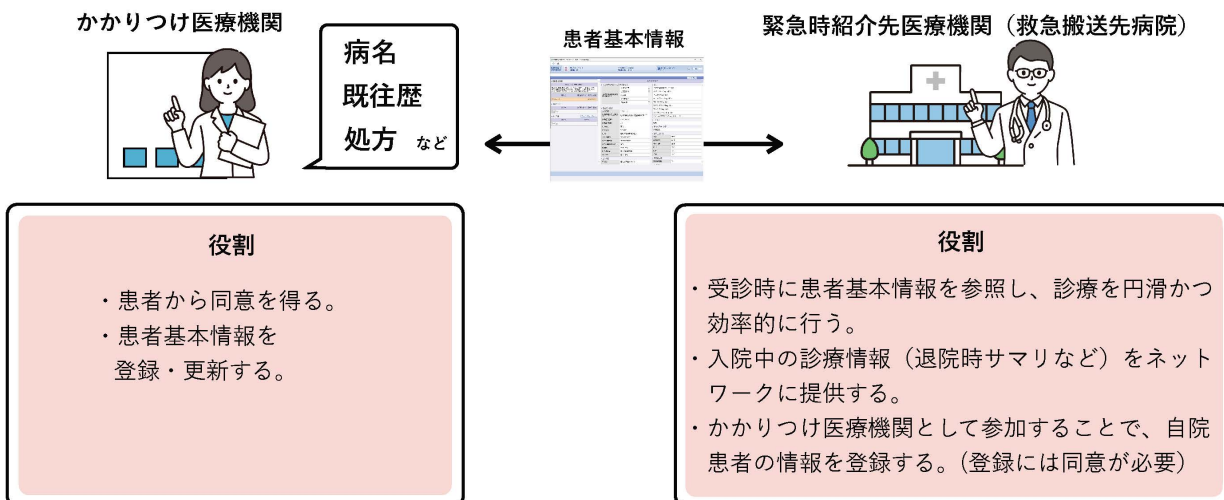 かかりつけ医療機関
病名
既往歴
処方 など
患者基本情報
緊急時紹介先医療機関（救急搬送先病院）
役割
・患者から同意を得る。
・患者基本情報を
登録・更新する。
役割
・受診時に患者基本情報を参照し、診療を円滑かつ
効率的に行う。
・入院中の診療情報（退院時サマリなど）をネット
ワークに提供する。
・かかりつけ医療機関として参加することで、自院
患者の情報を登録する。(登録には同意が必要）